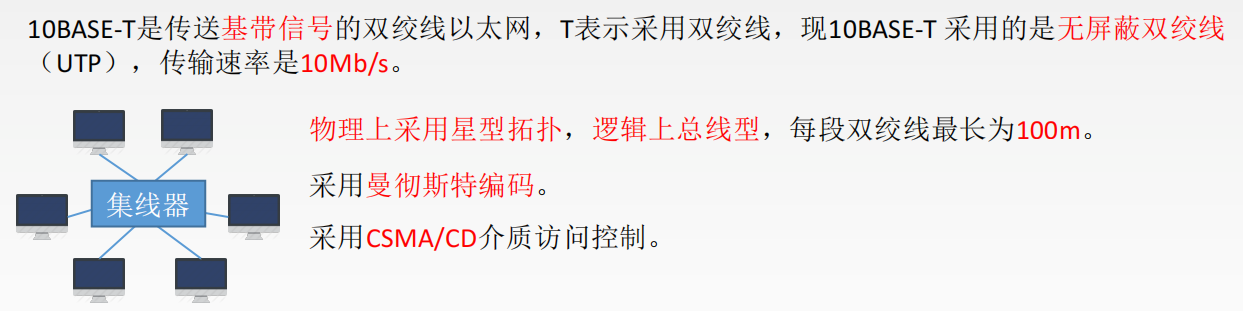 10BASE-T是传送基带信号的双绞线以太网，T表示采用双绞线，现10BASE-T 采用的是无屏蔽双绞线
（UTP），传输速率是10Mb/s。
物理上采用星型拓扑，逻辑上总线型，每段双绞线最长为100m。
采用曼彻斯特编码。
集线器
采用CSMA/CD介质访问控制。